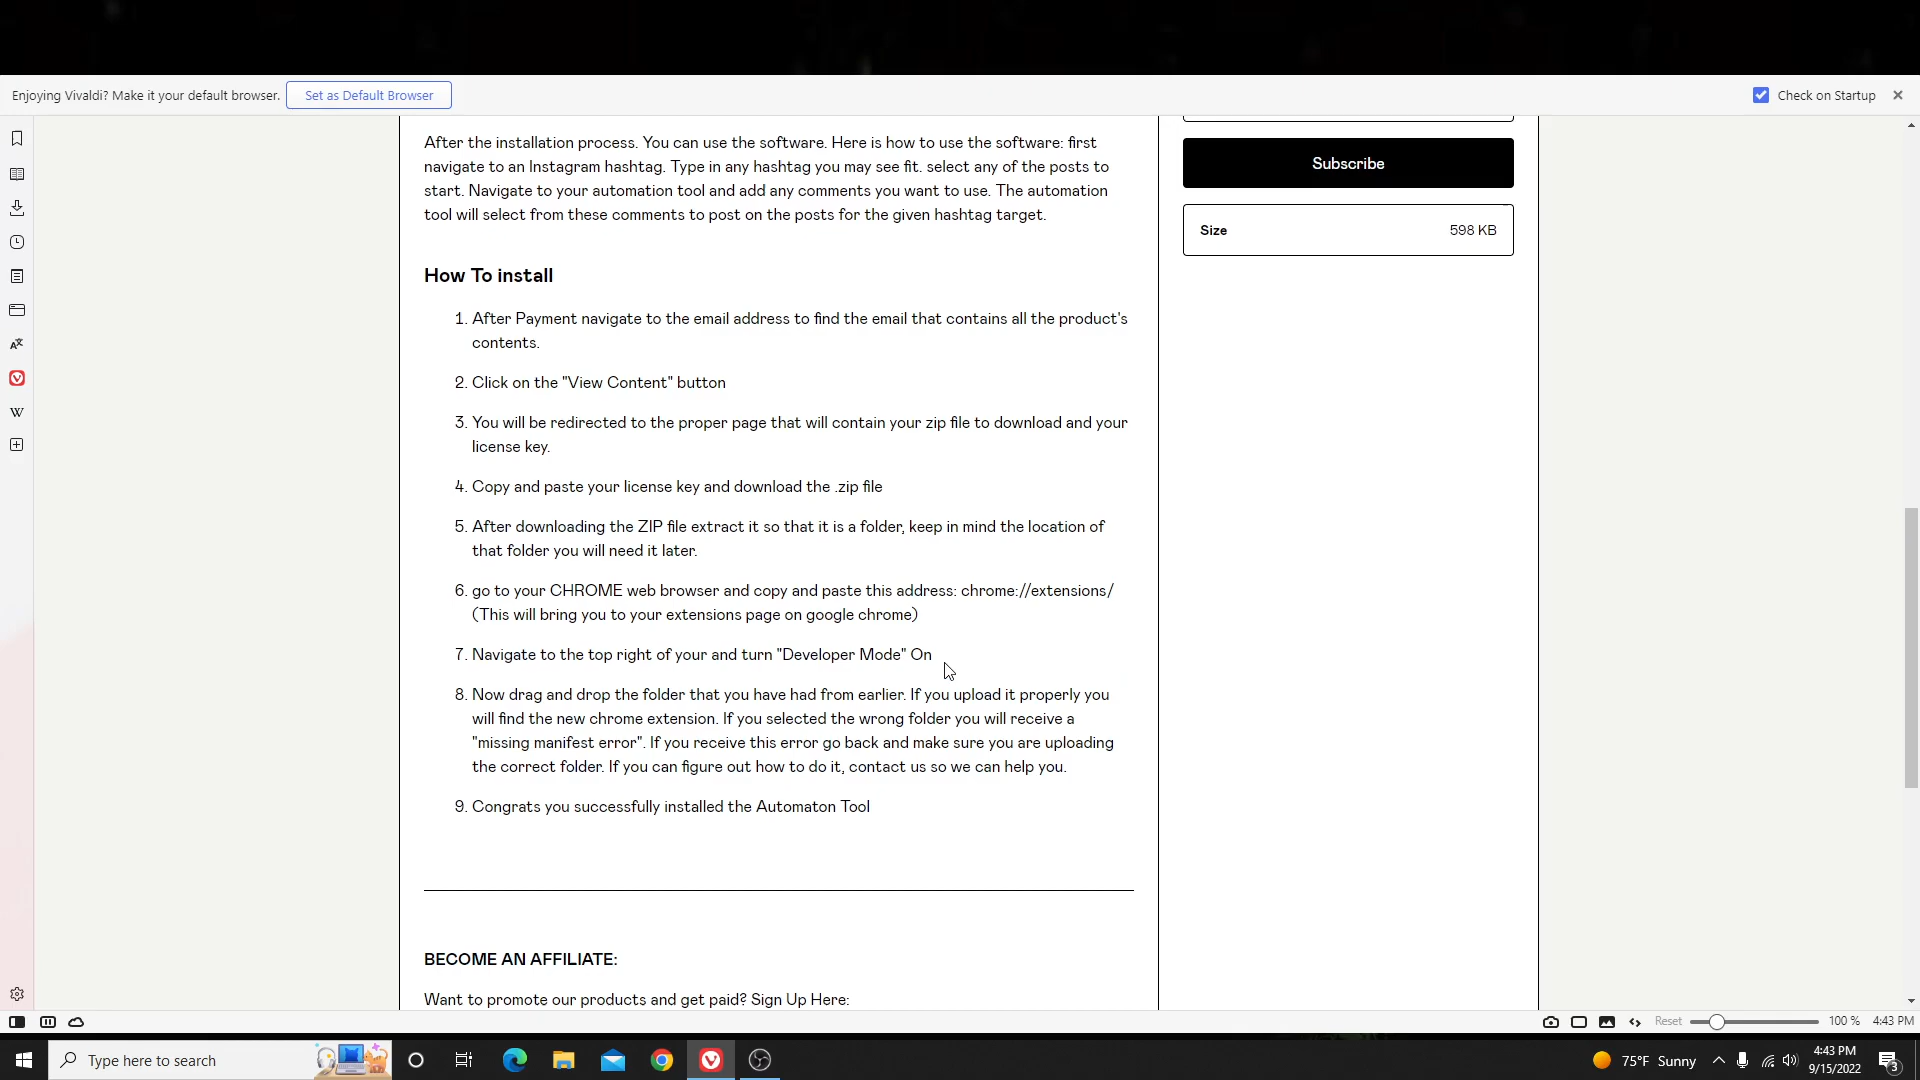 Enjoying Vivaldi? Make it your default browser.
Set as Default Browser
Check on Startup
After the installation process. You can use the software. Here is how to use the software: first
navigate to an Instagram hashtag. Type in any hashtag you may see fit. select any of the posts to
start. Navigate to your automation tool and add any comments you want to use. The automation
tool will select from these comments to post on the posts for the given hashtag target.
Subscribe
Size 598 KB
How To install
1. After Payment navigate to the email address to find the email that contains all the product's
contents.
2. Click on the "View Content" button
3. You will be redirected to the proper page that will contain your zip file to download and your
license key.
4. Copy and paste your license key and download the .zip file
5. After downloading the ZIP file extract it so that it is a folder, keep in mind the location of
that folder you will need it later.
6. go to your CHROME web browser and copy and paste this address: chrome://extensions/
(This will bring you to your extensions page on google chrome)
7. Navigate to the top right of your and turn "Developer Mode" On
8. Now drag and drop the folder that you have had from earlier. If you upload it properly you
will find the new chrome extension. If you selected the wrong folder you will receive a
"missing manifest error". If you receive this error go back and make sure you are uploading
the correct folder. If you can figure out how to do it, contact us so we can help you.
9. Congrats you successfully installed the Automaton Tool
BECOME AN AFFILIATE:
Want to promote our products and get paid? Sign Up Here:
Reset 100 % 4:43 PM
Type here to search
75°F Sunny
4:43 PM
9/15/2022
3